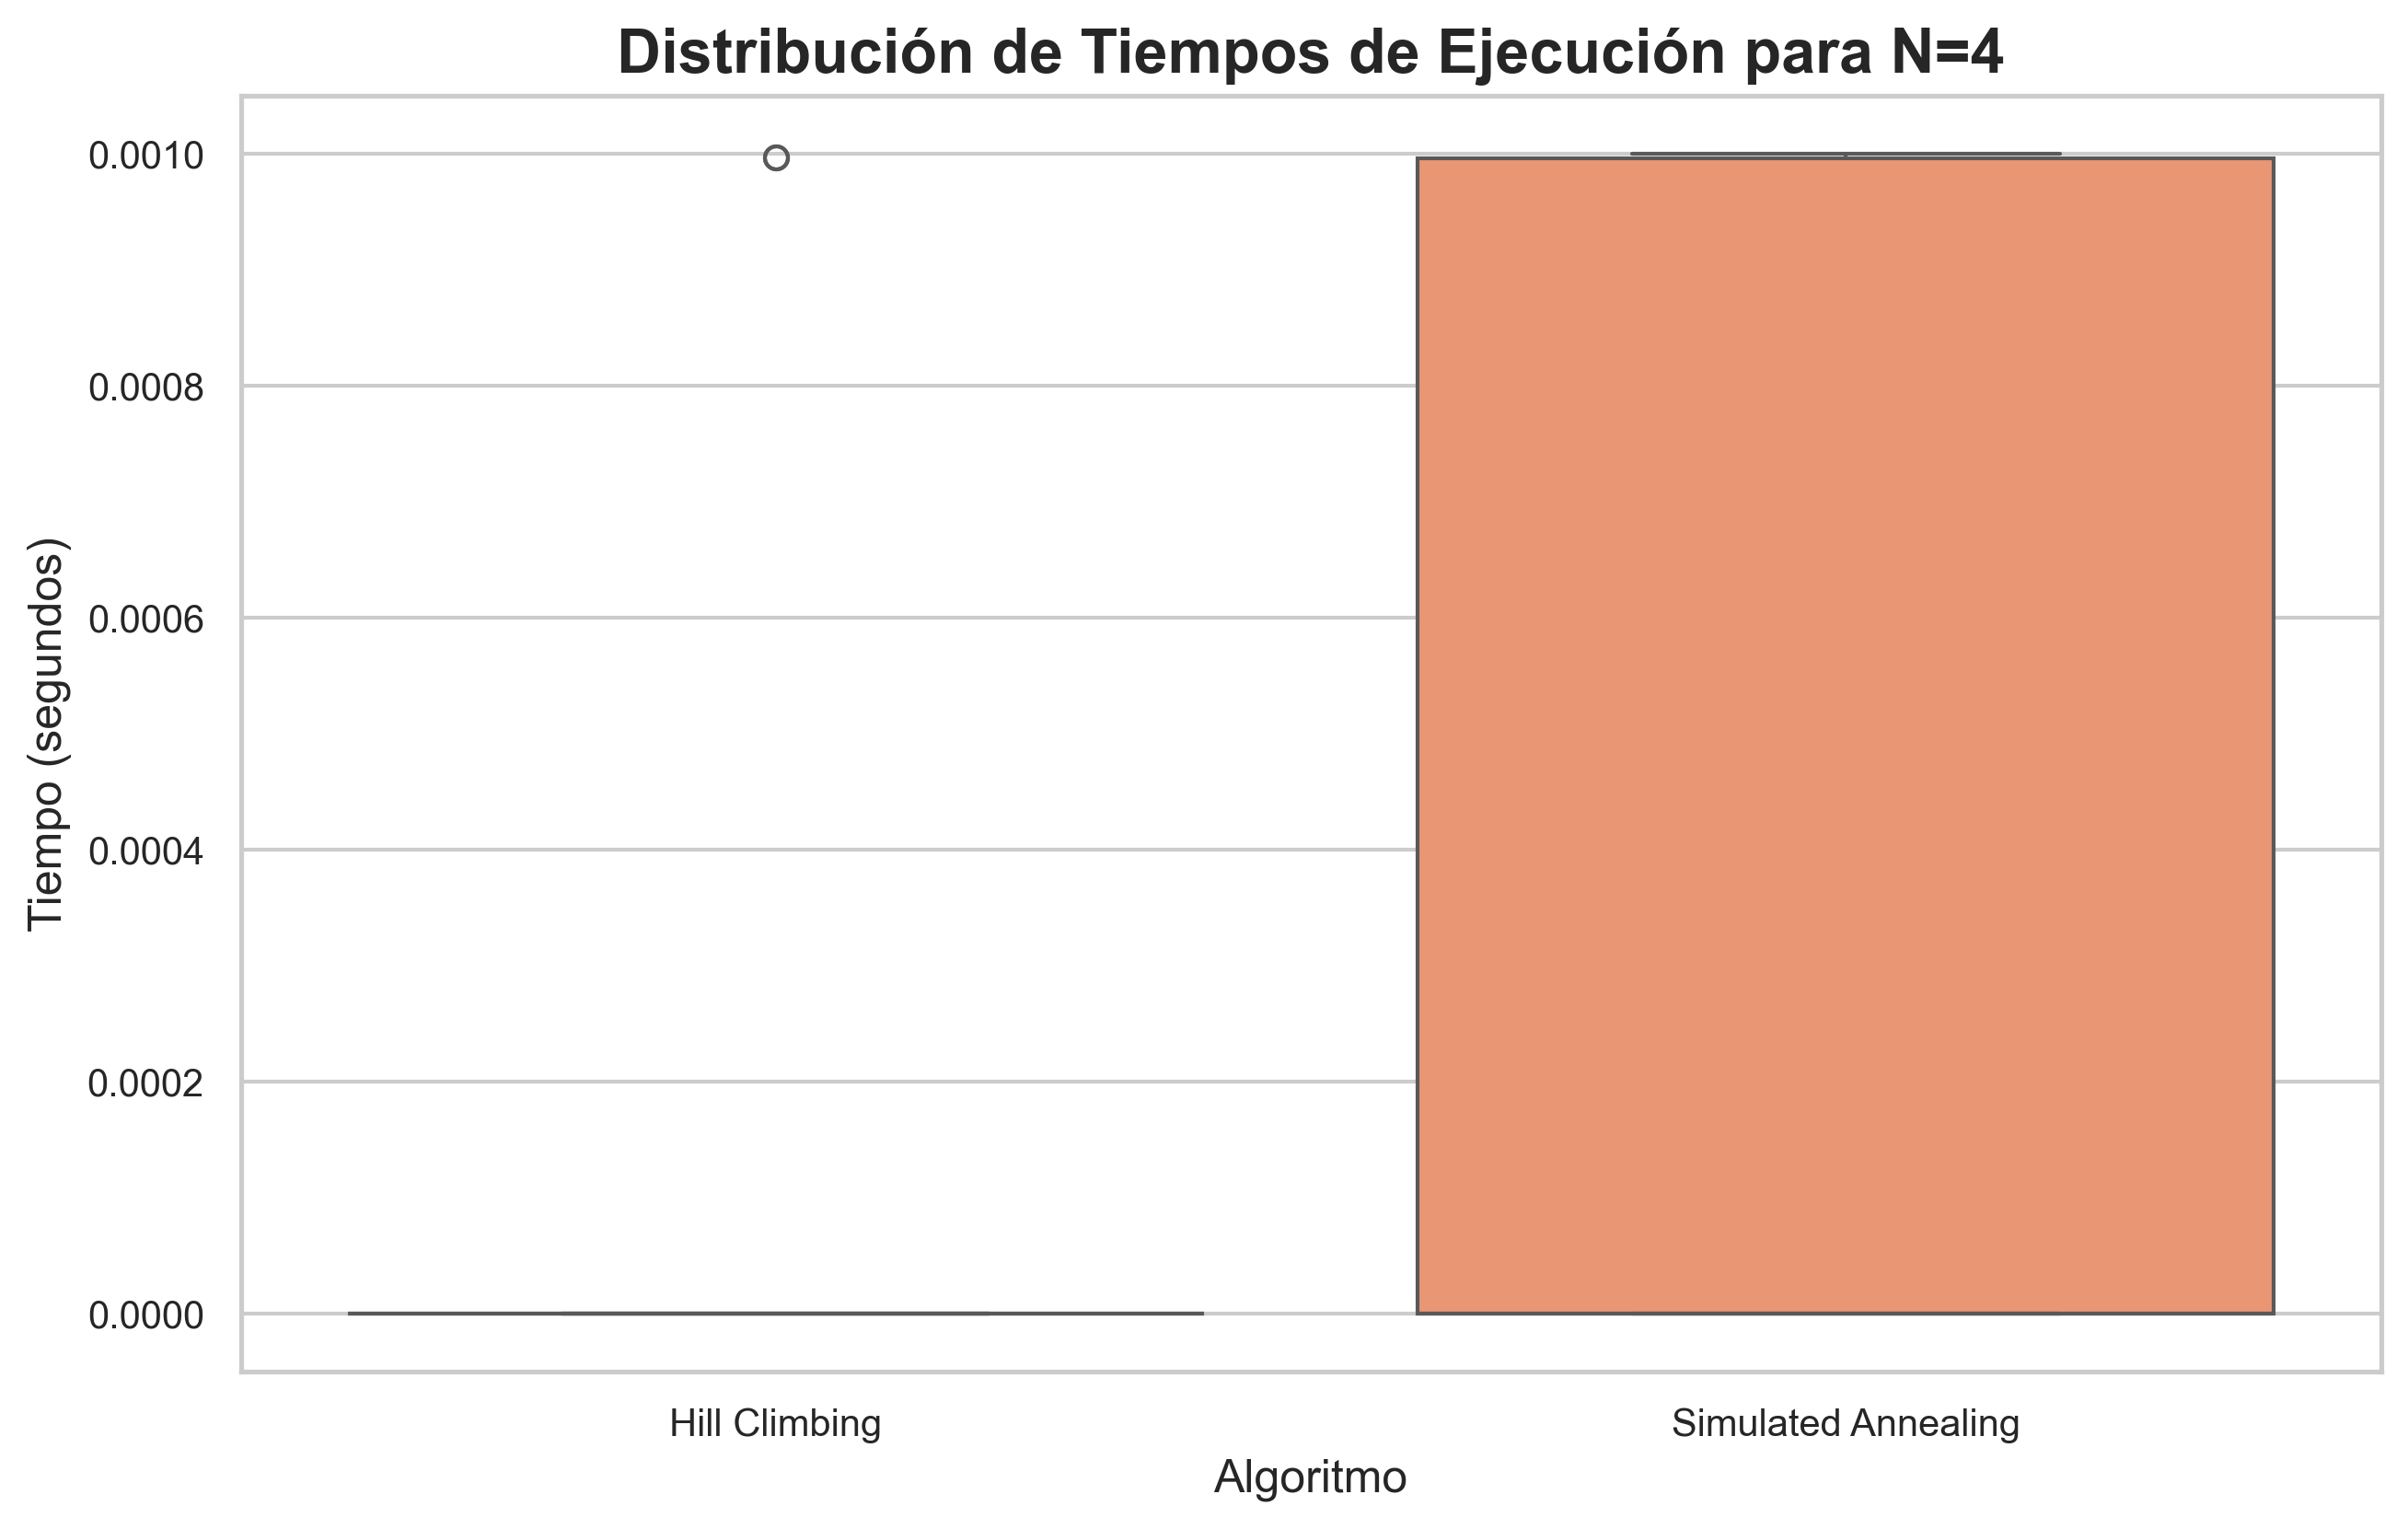 Distribución de Tiempos de Ejecución para N=4
Tiempo (segundos)
0.0010
0.0008
0.0006
0.0004
0.0002
0.0000
Hill Climbing
Simulated Annealing
Algoritmo